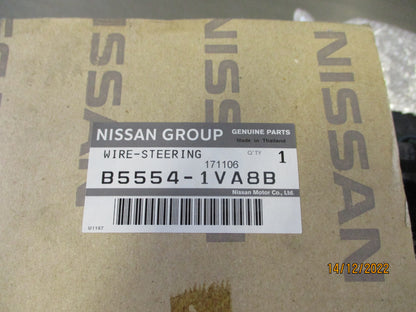 NISSAN
NISSAN
NISSAN
NISSAN GROUP GENUINE PARTS
Made in Thailand
WIRE-STEERING Q'TY 1
171106
B5554-1VA8B
Nissan Motor Co., Ltd.
14/12/2022